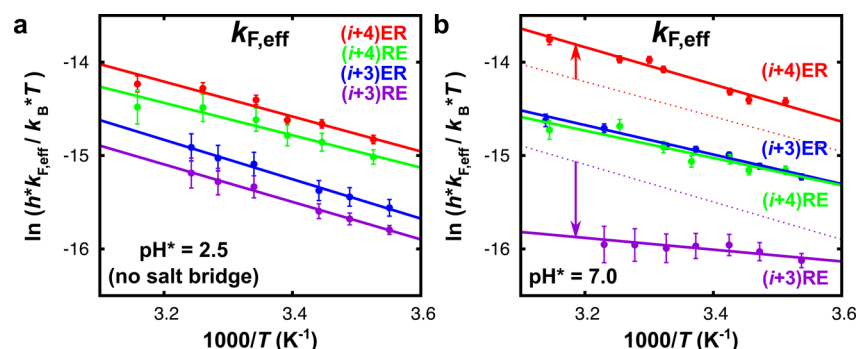 a
k_F,eff
(i+4)ER
(i+4)RE
(i+3)ER
(i+3)RE
ln (h*k_F,eff / k_B*T)
-14
-15
-16
pH* = 2.5
(no salt bridge)
3.2
3.4
3.6
1000/T (K⁻¹)
b
k_F,eff
(i+4)ER
(i+3)ER
(i+4)RE
(i+3)RE
ln (h*k_F,eff / k_B*T)
-14
-15
-16
pH* = 7.0
3.2
3.4
3.6
1000/T (K⁻¹)